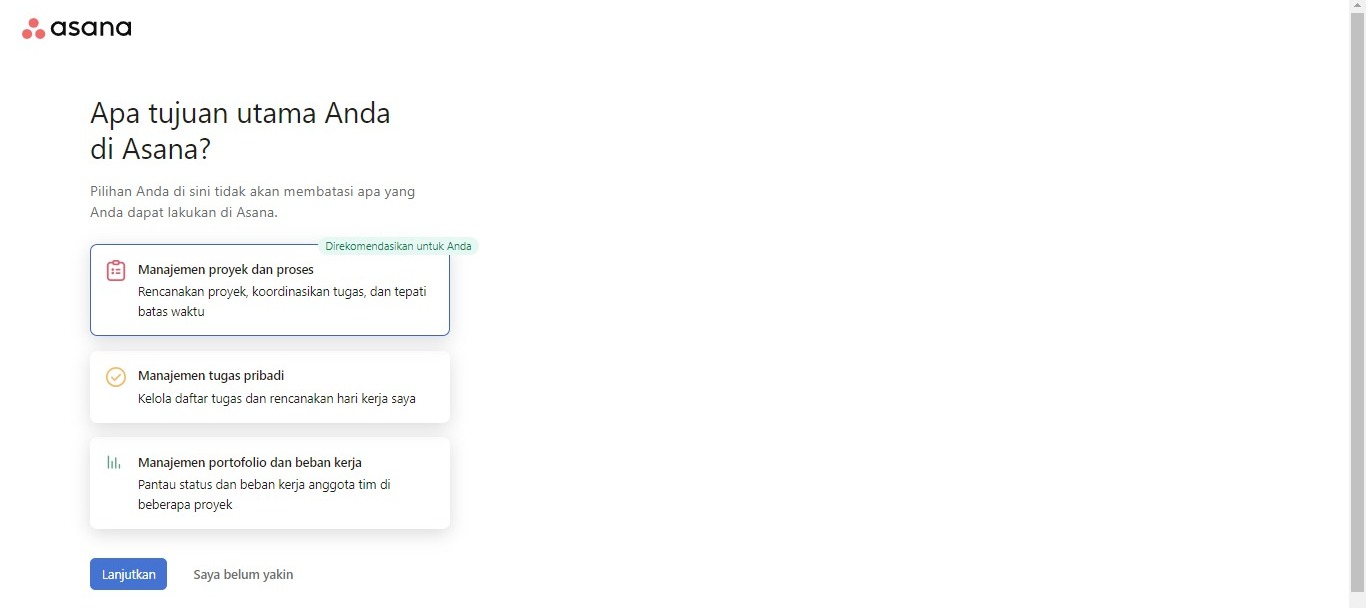 asana
Apa tujuan utama Anda
di Asana?
Pilihan Anda di sini tidak akan membatasi apa yang
Anda dapat lakukan di Asana.
Direkomendasikan untuk Anda
Manajemen proyek dan proses
Rencanakan proyek, koordinasikan tugas, dan tepati
batas waktu
Manajemen tugas pribadi
Kelola daftar tugas dan rencanakan hari kerja saya
Manajemen portofolio dan beban kerja
Pantau status dan beban kerja anggota tim di
beberapa proyek
Lanjutkan
Saya belum yakin